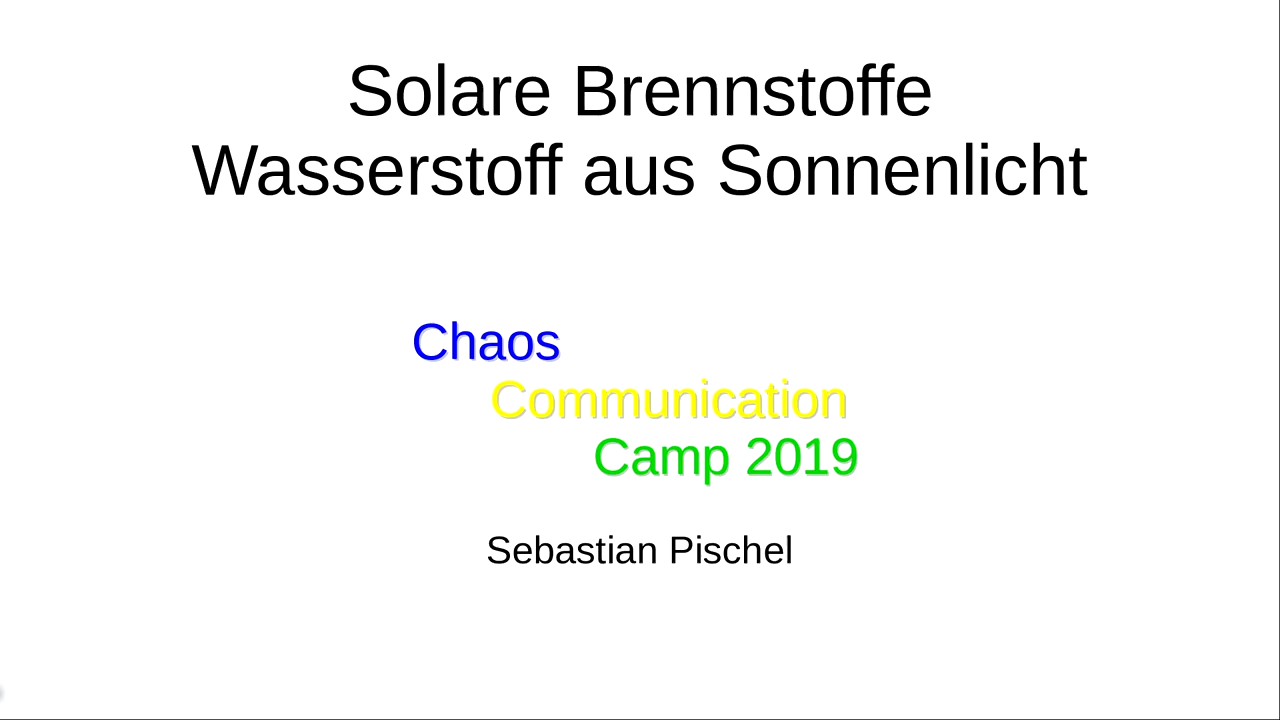 Solare Brennstoffe
Wasserstoff aus Sonnenlicht
Chaos
Communication
Camp 2019
Sebastian Pischel